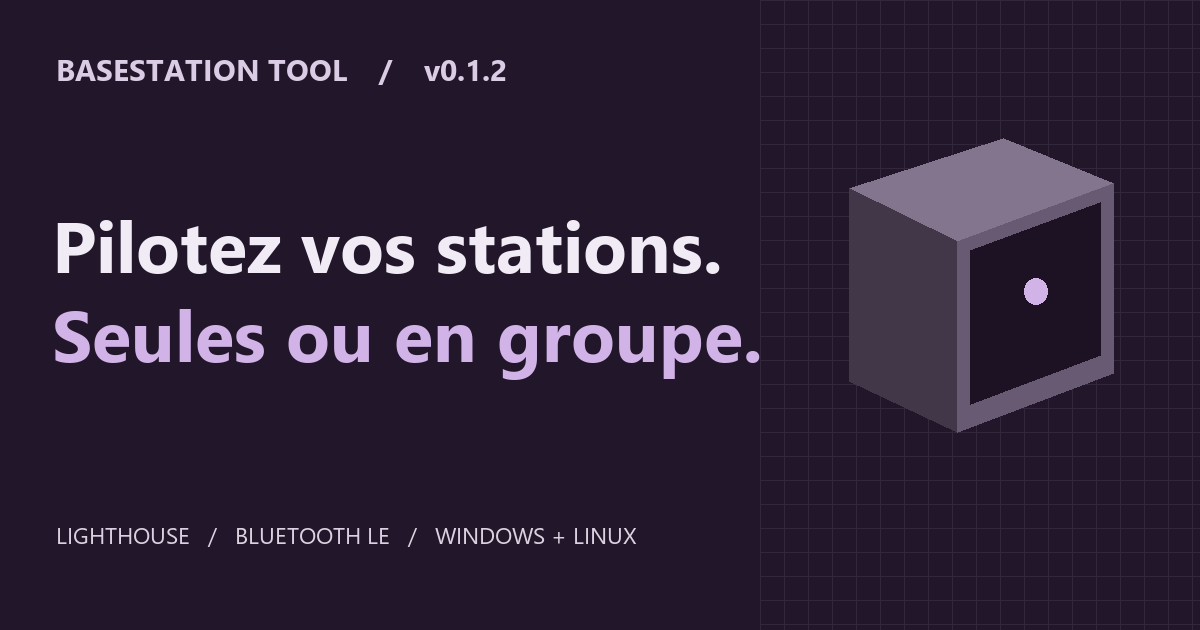 BASESTATION TOOL / v0.1.2
Pilotez vos stations.
Seules ou en groupe.
LIGHTHOUSE / BLUETOOTH LE / WINDOWS + LINUX